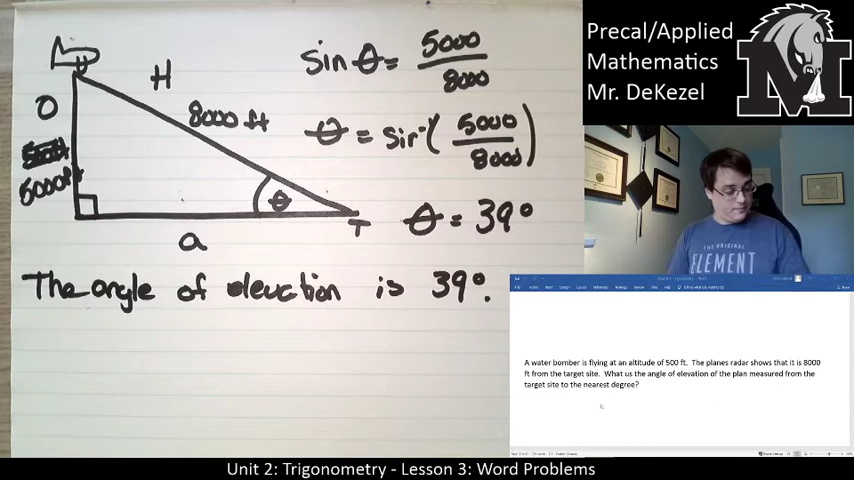 H
O
8000 ft
5000 ft
θ
T
a
sin θ = 5000
8000
θ = sin⁻¹( 5000
8000 )
θ = 39°
The angle of elevation is 39°.
Precal/Applied
Mathematics
Mr. DeKezel
M
THE ORIGINAL
ELEMENT
A water bomber is flying at an altitude of 500 ft. The planes radar shows that it is 8000
ft from the target site. What us the angle of elevation of the plan measured from the
target site to the nearest degree?
Unit 2: Trigonometry - Lesson 3: Word Problems